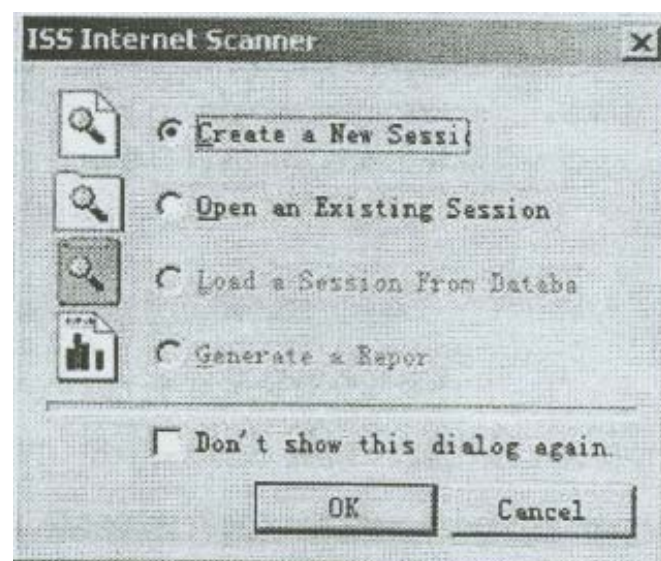 ISS Internet Scanner
Create a New Sessi
Open an Existing Session
Load a Session From Databa
Generate a Repor
Don't show this dialog again.
OK
Cancel